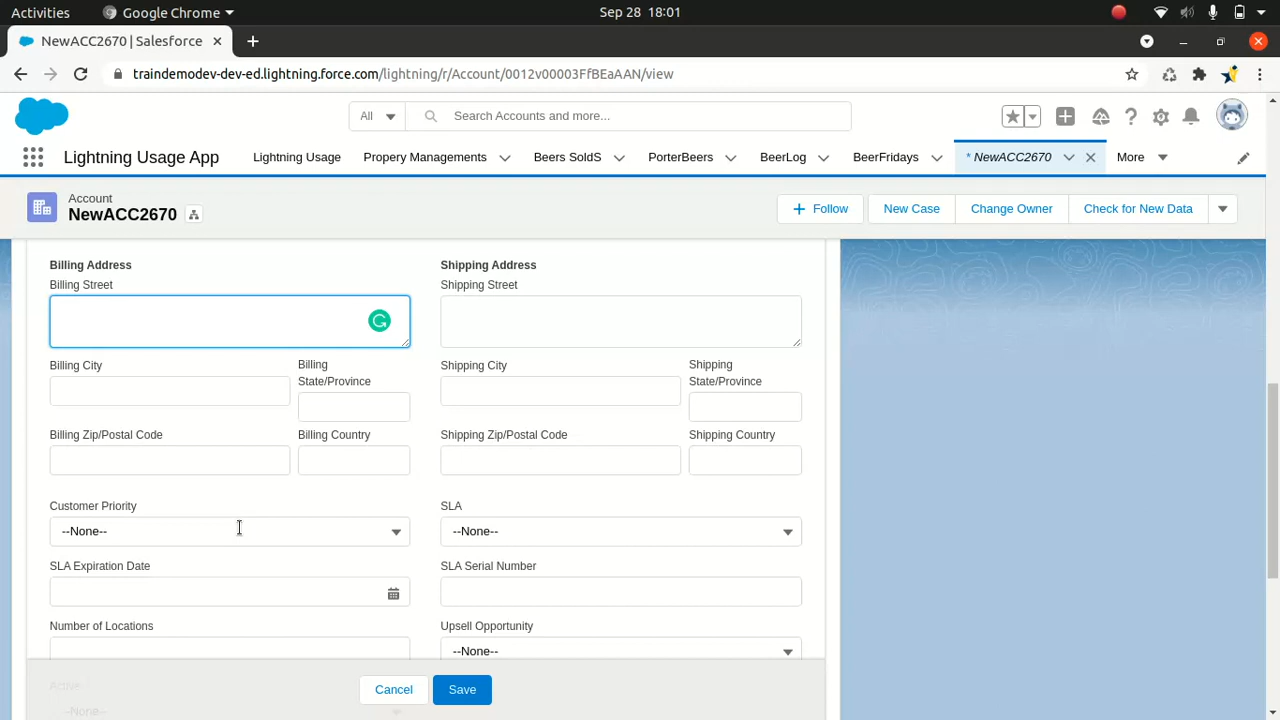 Activities Google Chrome Sep 28 18:01
NewACC2670 | Salesforce
traindemodev-dev-ed.lightning.force.com/lightning/r/Account/0012v00003FfBEaAAN/view
All Search Accounts and more...
Lightning Usage App Lightning Usage Propery Managements Beers SoldS PorterBeers BeerLog BeerFridays * NewACC2670 More
Account
NewACC2670 Follow New Case Change Owner Check for New Data
Billing Address Shipping Address
Billing Street Shipping Street
Billing City Billing State/Province Shipping City Shipping State/Province
Billing Zip/Postal Code Billing Country Shipping Zip/Postal Code Shipping Country
Customer Priority SLA
--None-- --None--
SLA Expiration Date SLA Serial Number
Number of Locations Upsell Opportunity
--None--
Active
Cancel Save
--None--